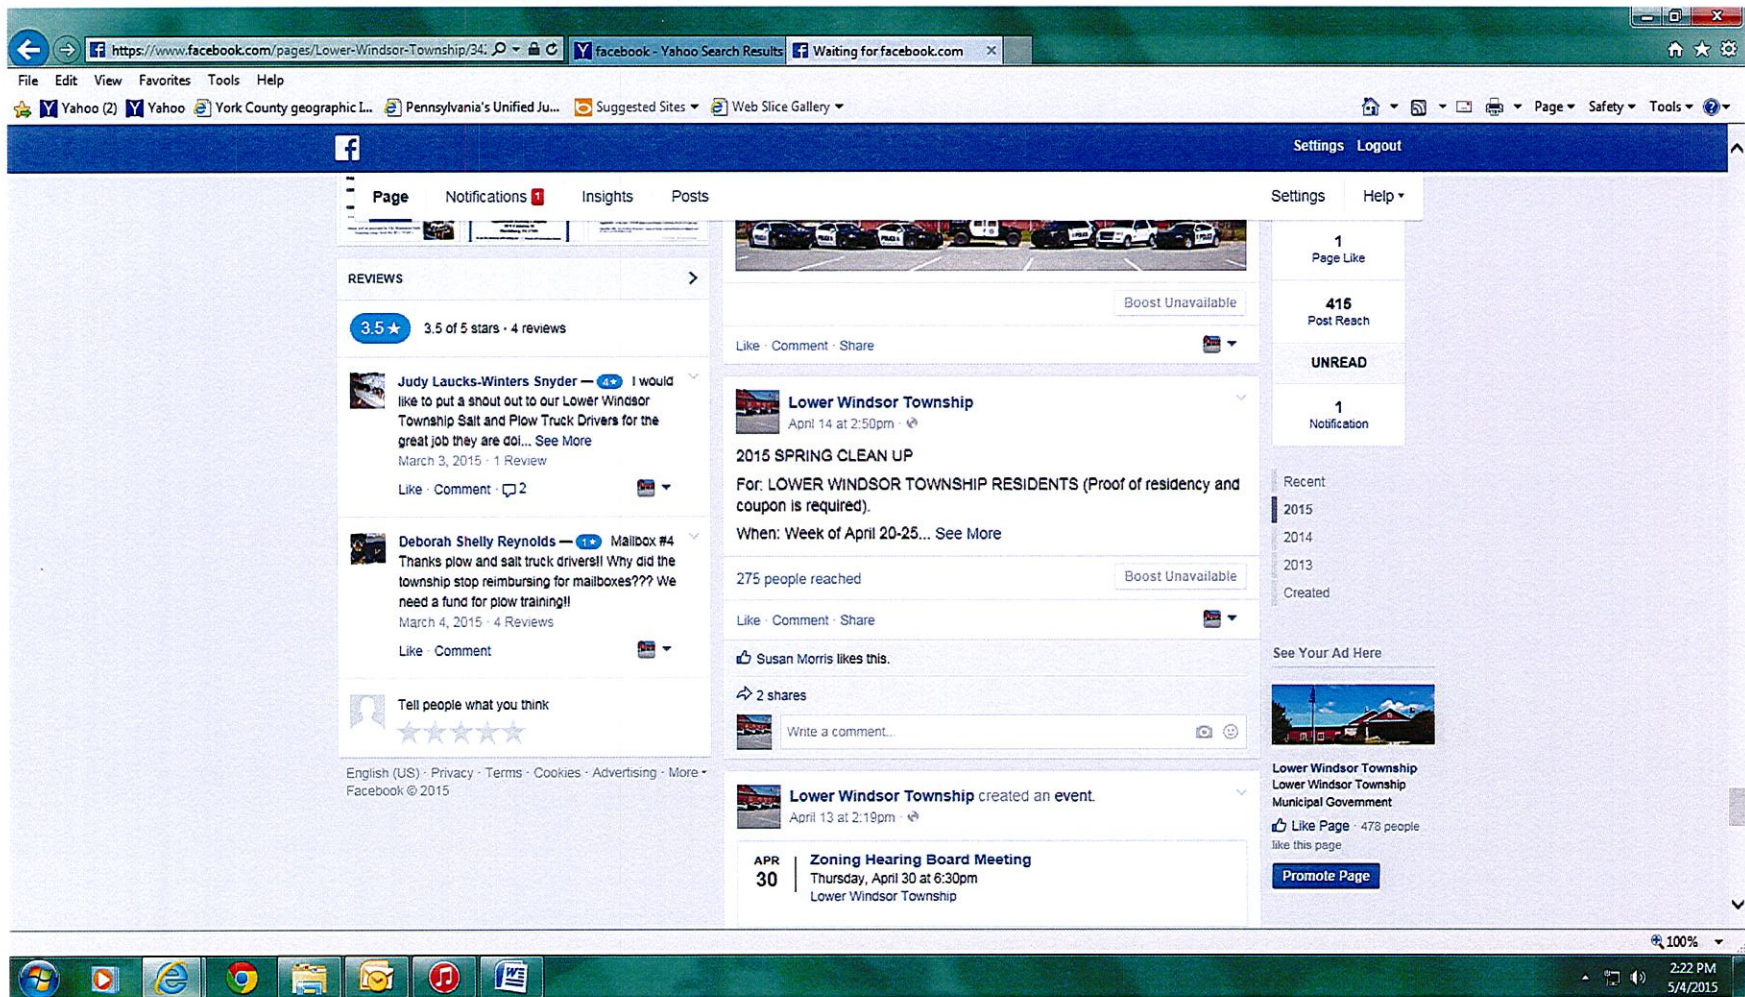 https://www.facebook.com/pages/Lower-Windsor-Township/34
facebook - Yahoo Search Results
Waiting for facebook.com
File Edit View Favorites Tools Help
Yahoo (2) Yahoo York County geographic I... Pennsylvania's Unified Ju... Suggested Sites Web Slice Gallery
Page Safety Tools
Settings Logout
Page Notifications 1 Insights Posts
Settings Help
REVIEWS
3.5★ 3.5 of 5 stars · 4 reviews
Judy Laucks-Winters Snyder — 4★ I would
like to put a shout out to our Lower Windsor
Township Salt and Plow Truck Drivers for the
great job they are doi... See More
March 3, 2015 · 1 Review
Like · Comment · 2
Deborah Shelly Reynolds — 1★ Mailbox #4
Thanks plow and salt truck drivers!! Why did the
township stop reimbursing for mailboxes??? We
need a fund for plow training!!
March 4, 2015 · 4 Reviews
Like · Comment
Tell people what you think
English (US) · Privacy · Terms · Cookies · Advertising · More
Facebook © 2015
POLICE
Boost Unavailable
Like · Comment · Share
Lower Windsor Township
April 14 at 2:50pm
2015 SPRING CLEAN UP
For: LOWER WINDSOR TOWNSHIP RESIDENTS (Proof of residency and
coupon is required).
When: Week of April 20-25... See More
275 people reached
Boost Unavailable
Like · Comment · Share
Susan Morris likes this.
2 shares
Write a comment...
Lower Windsor Township created an event.
April 13 at 2:19pm
APR
30
Zoning Hearing Board Meeting
Thursday, April 30 at 6:30pm
Lower Windsor Township
1
Page Like
415
Post Reach
UNREAD
1
Notification
Recent
2015
2014
2013
Created
See Your Ad Here
Lower Windsor Township
Lower Windsor Township
Municipal Government
Like Page · 478 people
like this page
Promote Page
100%
2:22 PM
5/4/2015